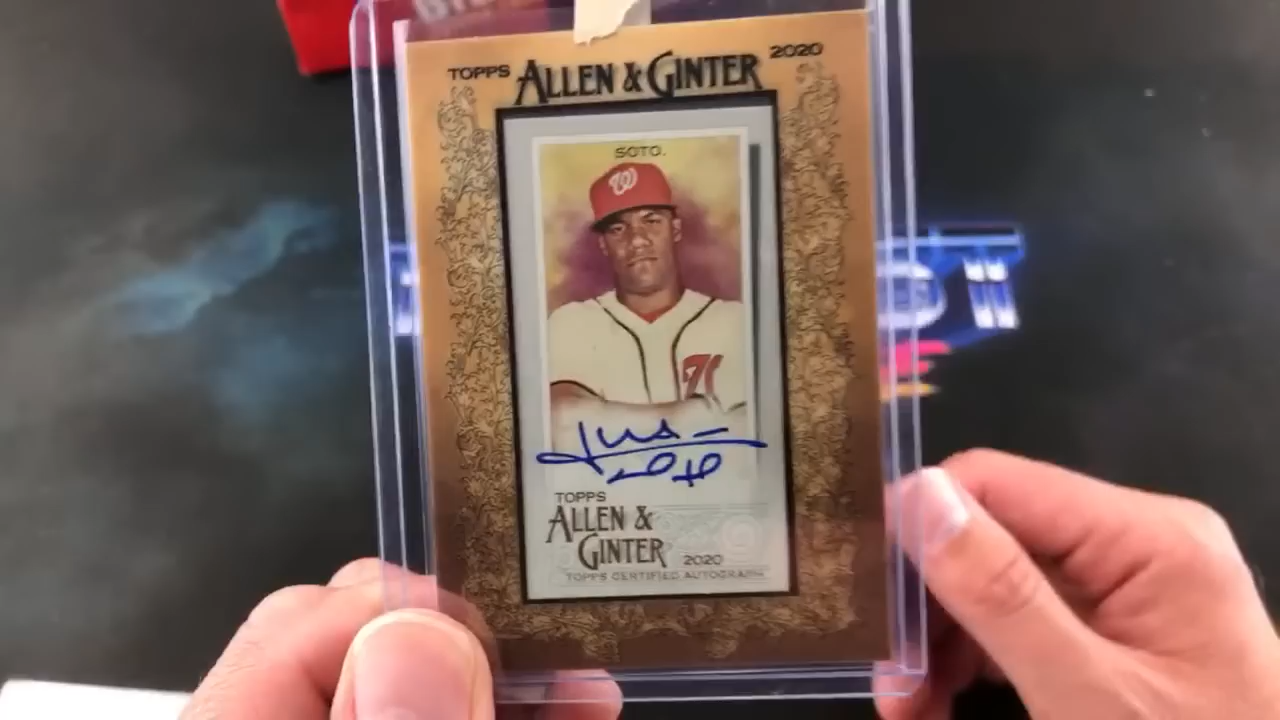 TOPPS ALLEN & GINTER 2020
SOTO.
TOPPS
ALLEN &
GINTER 2020
TOPPS CERTIFIED AUTOGRAPH